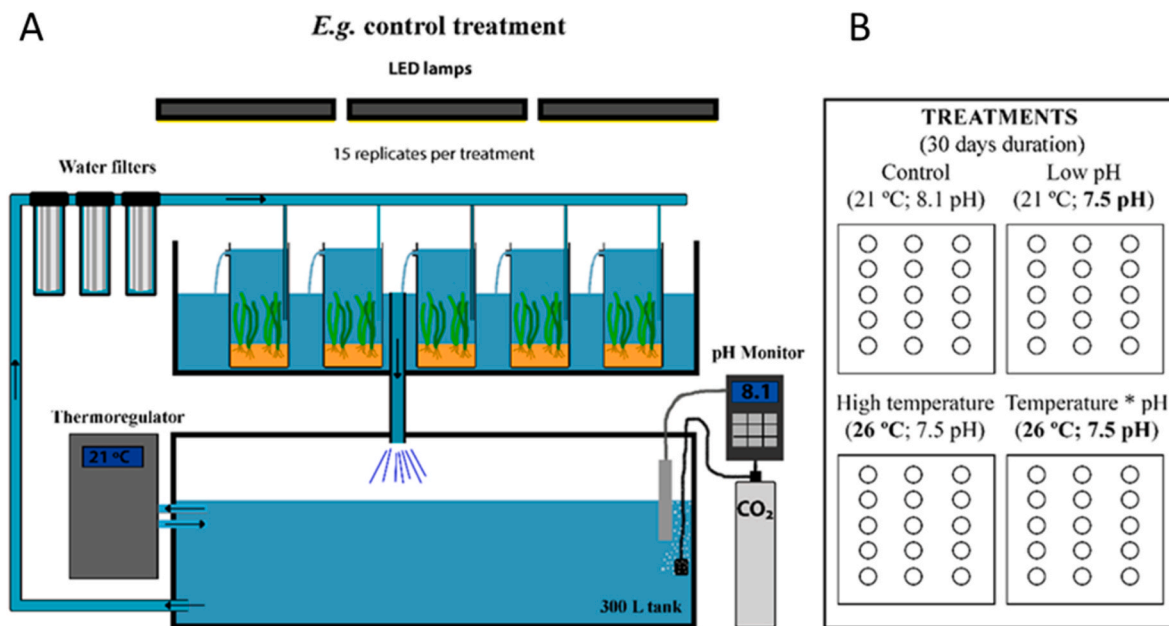 A
E.g. control treatment
LED lamps
15 replicates per treatment
Water filters
pH Monitor
8.1
Thermoregulator
21 ºC
CO₂
300 L tank
B
TREATMENTS
(30 days duration)
Control
(21 ºC; 8.1 pH)
Low pH
(21 ºC; 7.5 pH)
High temperature
(26 ºC; 7.5 pH)
Temperature * pH
(26 ºC; 7.5 pH)